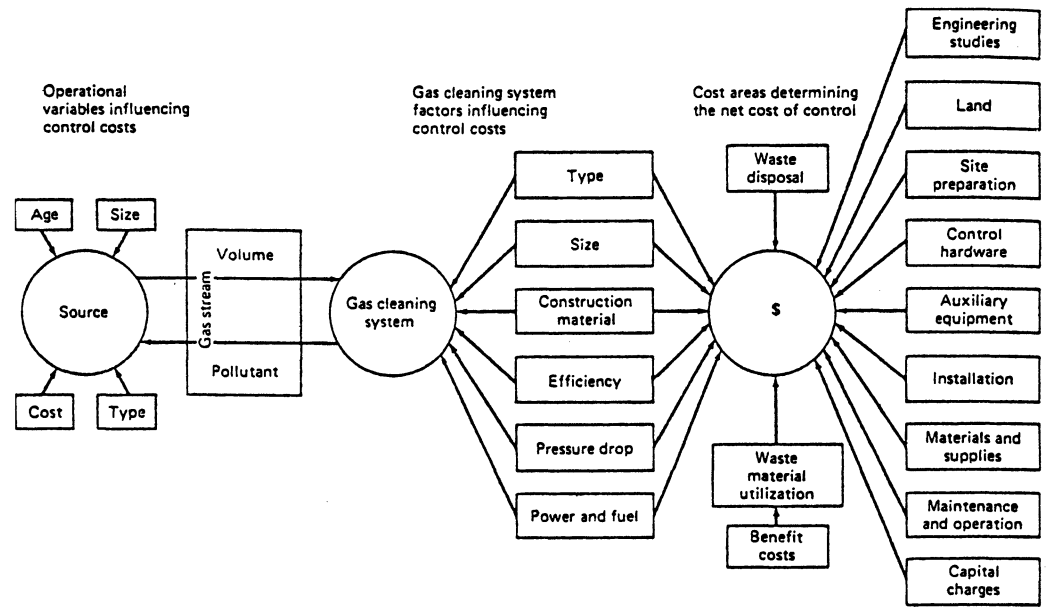 Operational
variables influencing
control costs
Age
Size
Source
Cost
Type
Volume
Gas stream
Pollutant
Gas cleaning system
factors influencing
control costs
Gas cleaning
system
Type
Size
Construction
material
Efficiency
Pressure drop
Power and fuel
Cost areas determining
the net cost of control
Waste
disposal
$
Waste
material
utilization
Benefit
costs
Engineering
studies
Land
Site
preparation
Control
hardware
Auxiliary
equipment
Installation
Materials and
supplies
Maintenance
and operation
Capital
charges